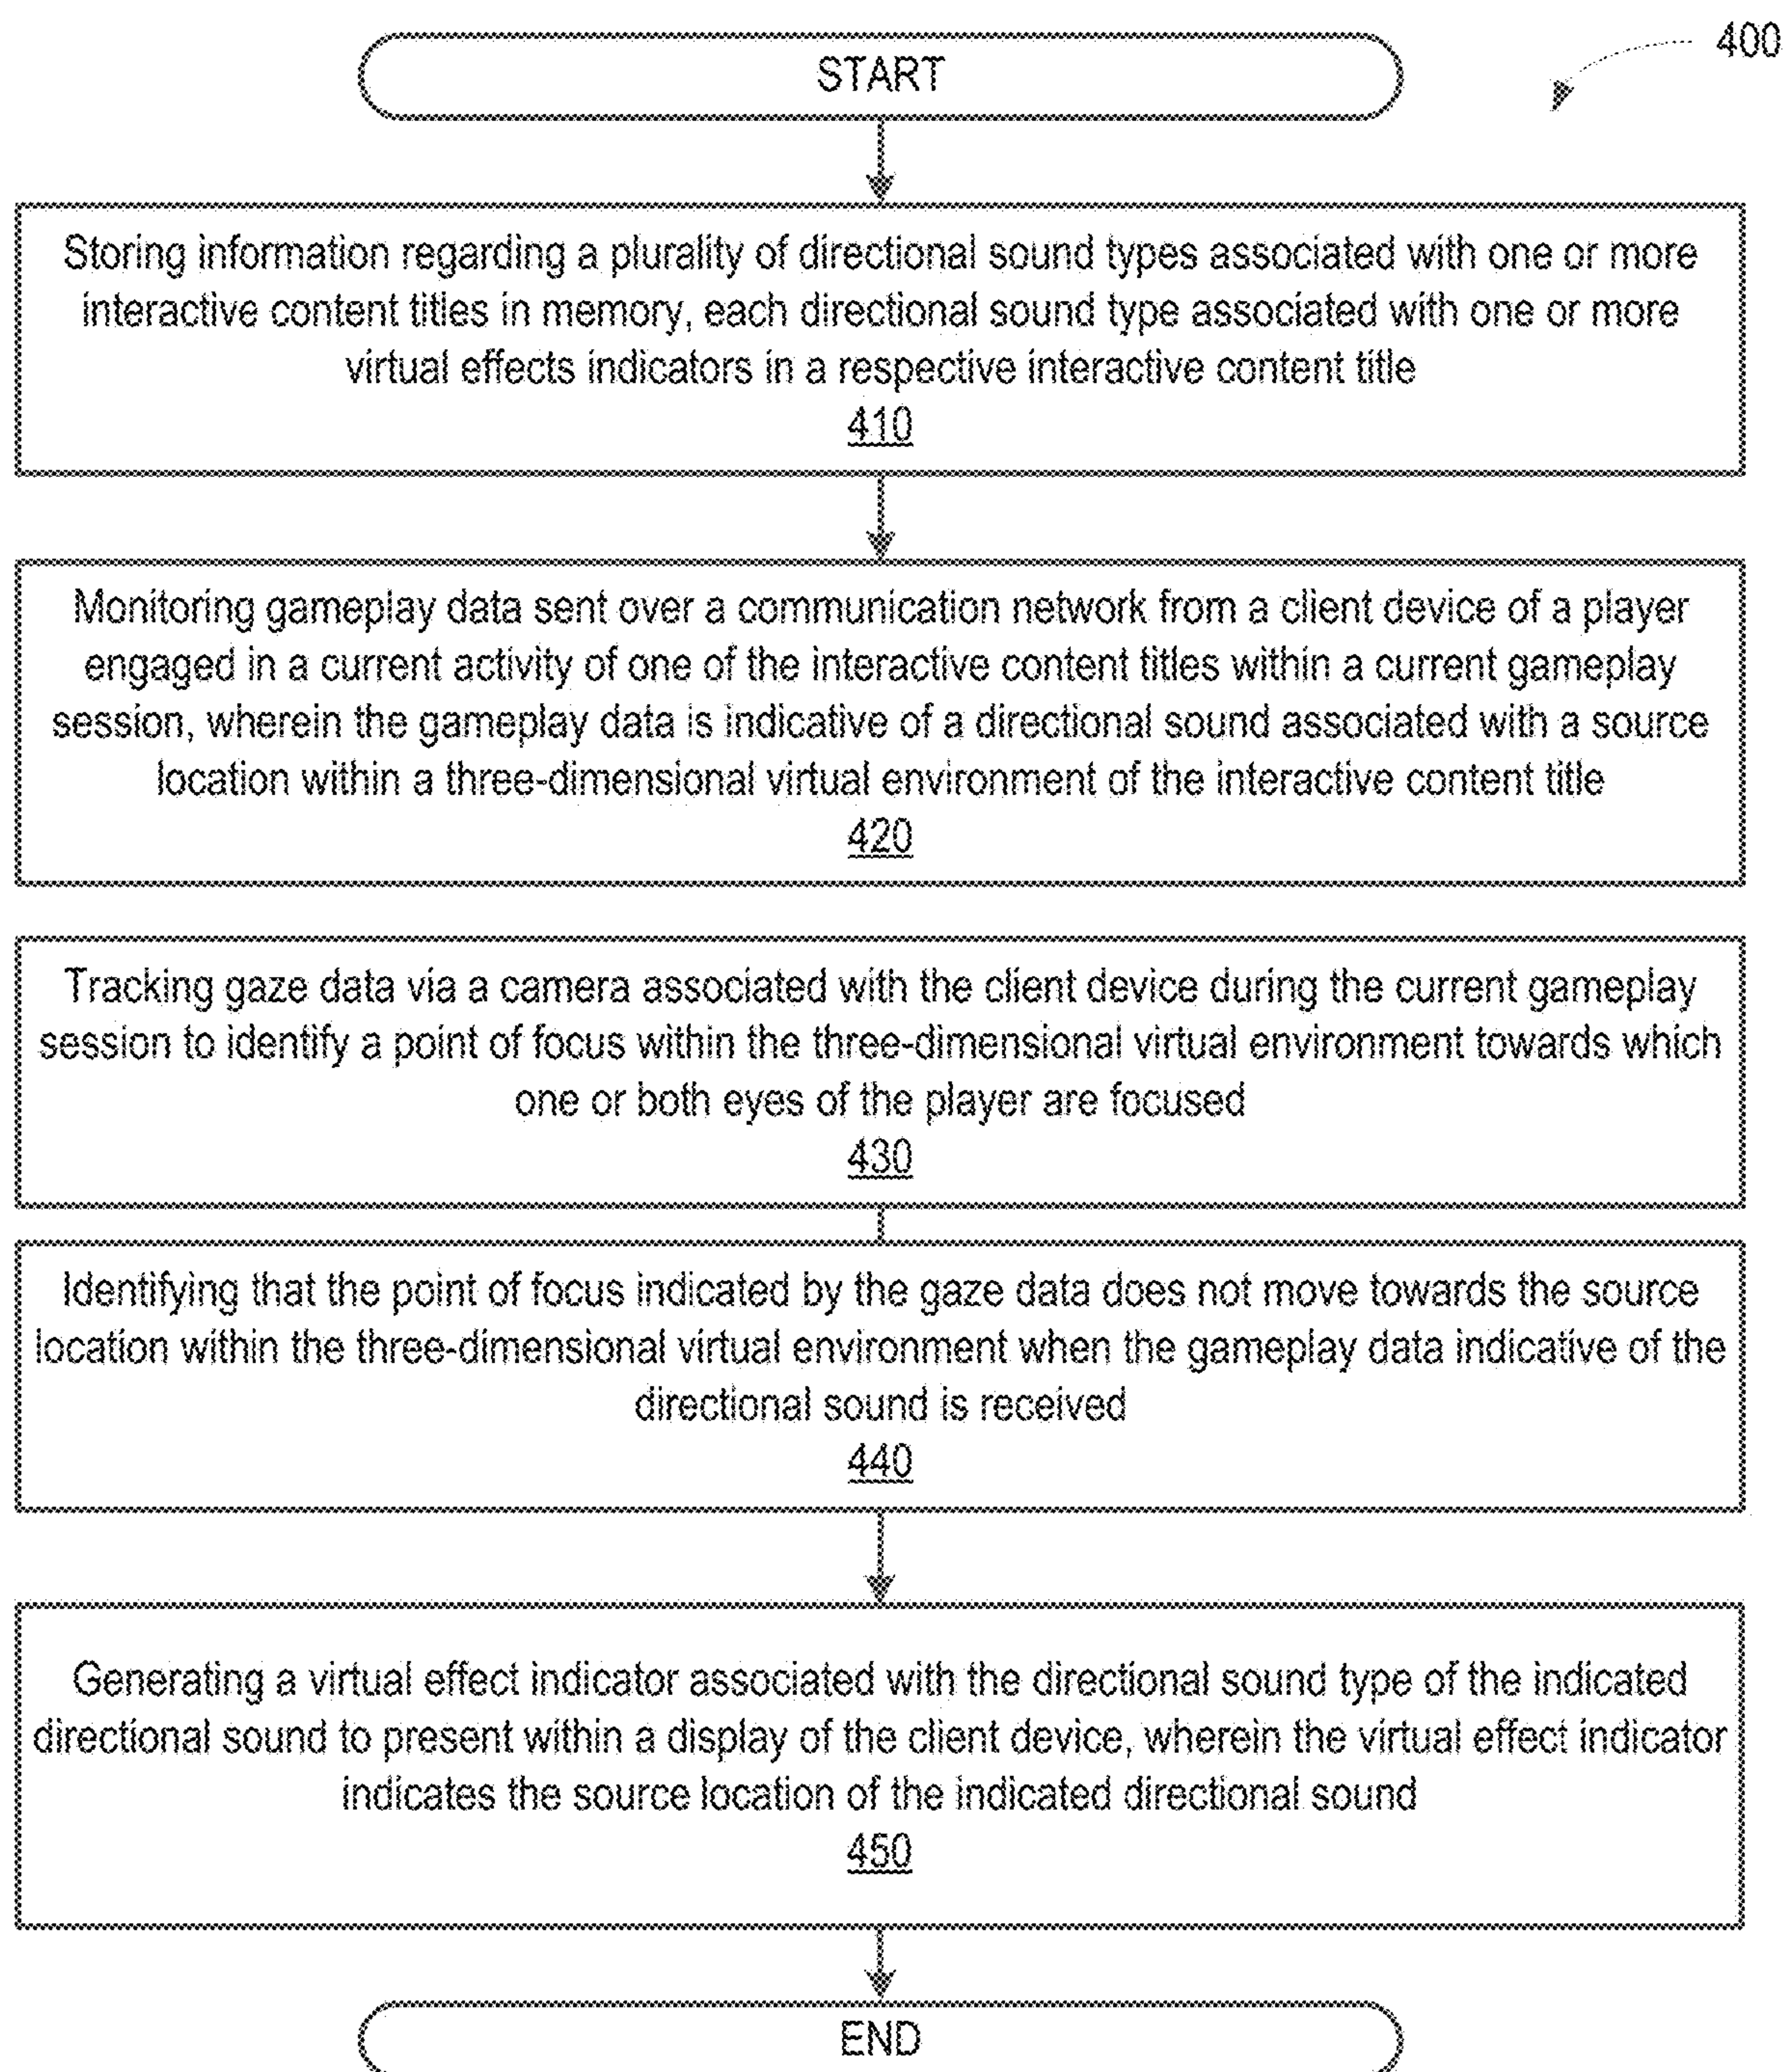 400
START
Storing information regarding a plurality of directional sound types associated with one or more
interactive content titles in memory, each directional sound type associated with one or more
virtual effects indicators in a respective interactive content title
410
Monitoring gameplay data sent over a communication network from a client device of a player
engaged in a current activity of one of the interactive content titles within a current gameplay
session, wherein the gameplay data is indicative of a directional sound associated with a source
location within a three-dimensional virtual environment of the interactive content title
420
Tracking gaze data via a camera associated with the client device during the current gameplay
session to identify a point of focus within the three-dimensional virtual environment towards which
one or both eyes of the player are focused
430
Identifying that the point of focus indicated by the gaze data does not move towards the source
location within the three-dimensional virtual environment when the gameplay data indicative of the
directional sound is received
440
Generating a virtual effect indicator associated with the directional sound type of the indicated
directional sound to present within a display of the client device, wherein the virtual effect indicator
indicates the source location of the indicated directional sound
450
END